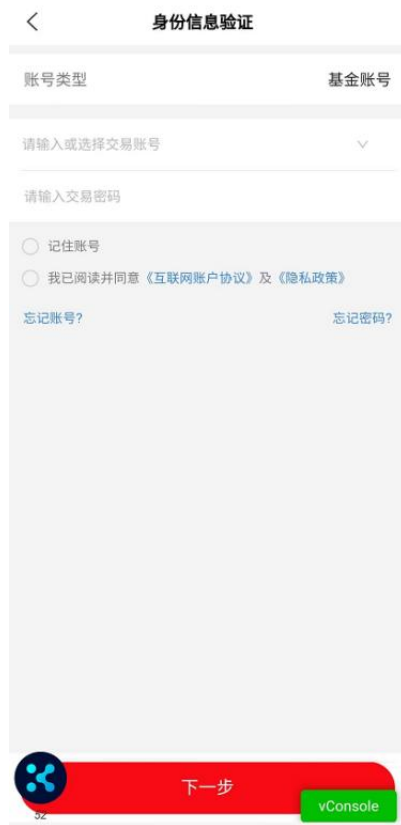 身份信息验证
账号类型 基金账号
请输入或选择交易账号
请输入交易密码
记住账号
我已阅读并同意《互联网账户协议》及《隐私政策》
忘记账号? 忘记密码?
下一步
vConsole
52